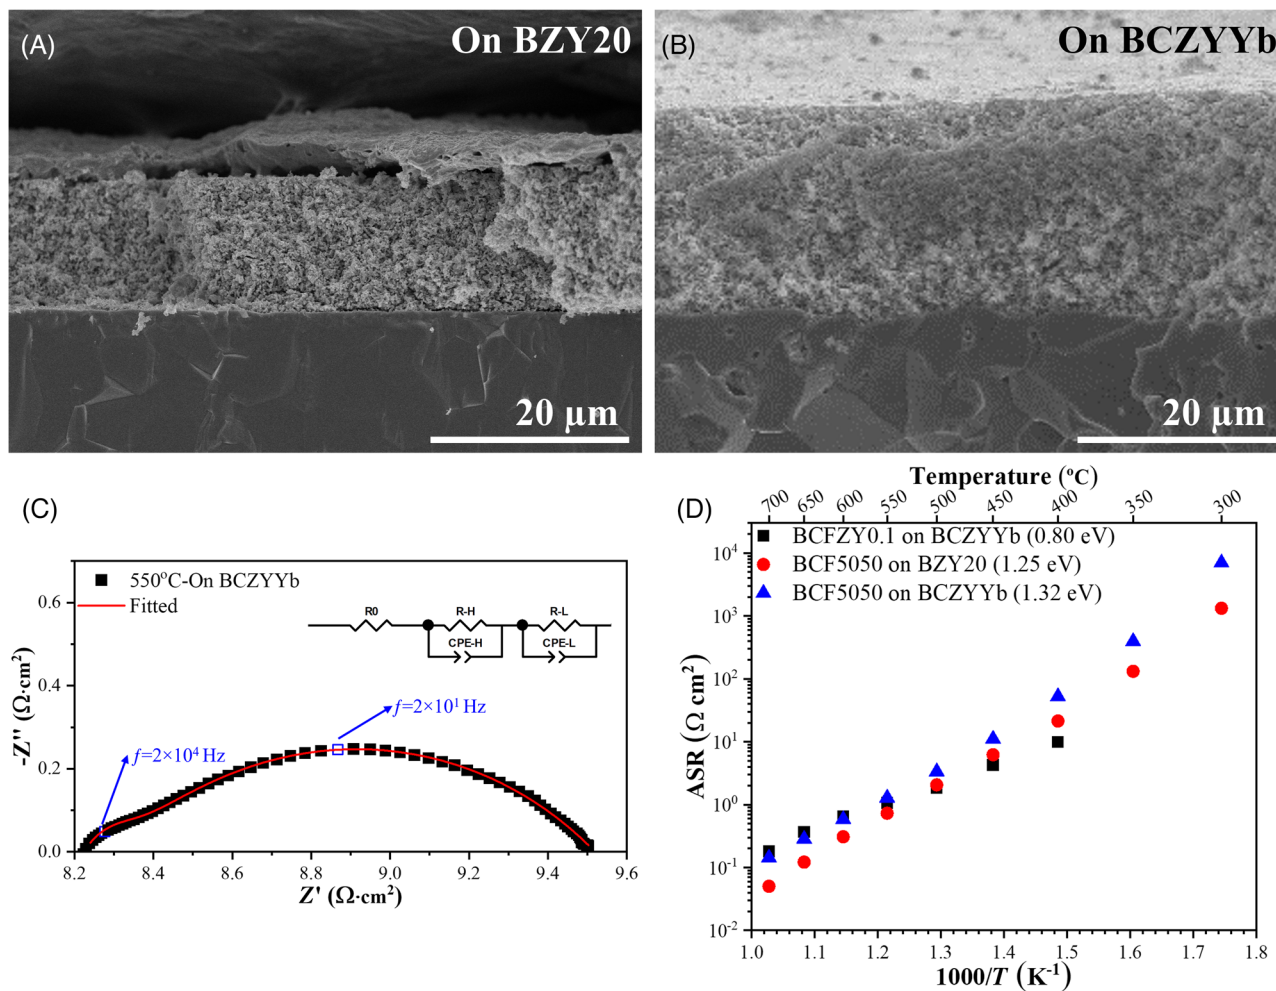 (A)
On BZY20
20 µm
(B)
On BCZYYb
20 µm
(C)
550°C-On BCZYYb
Fitted
R0
R-H
R-L
CPE-H
CPE-L
f=2×10¹ Hz
f=2×10⁴ Hz
0.6
0.4
0.2
0.0
-Z'' (Ω·cm²)
8.2 8.4 8.6 8.8 9.0 9.2 9.4 9.6
Z' (Ω·cm²)
(D)
Temperature (°C)
700 650 600 550 500 450 400 350 300
BCFZY0.1 on BCZYYb (0.80 eV)
BCF5050 on BZY20 (1.25 eV)
BCF5050 on BCZYYb (1.32 eV)
10⁴
10³
10²
10¹
10⁰
10⁻¹
10⁻²
ASR (Ω cm²)
1.0 1.1 1.2 1.3 1.4 1.5 1.6 1.7 1.8
1000/T (K⁻¹)